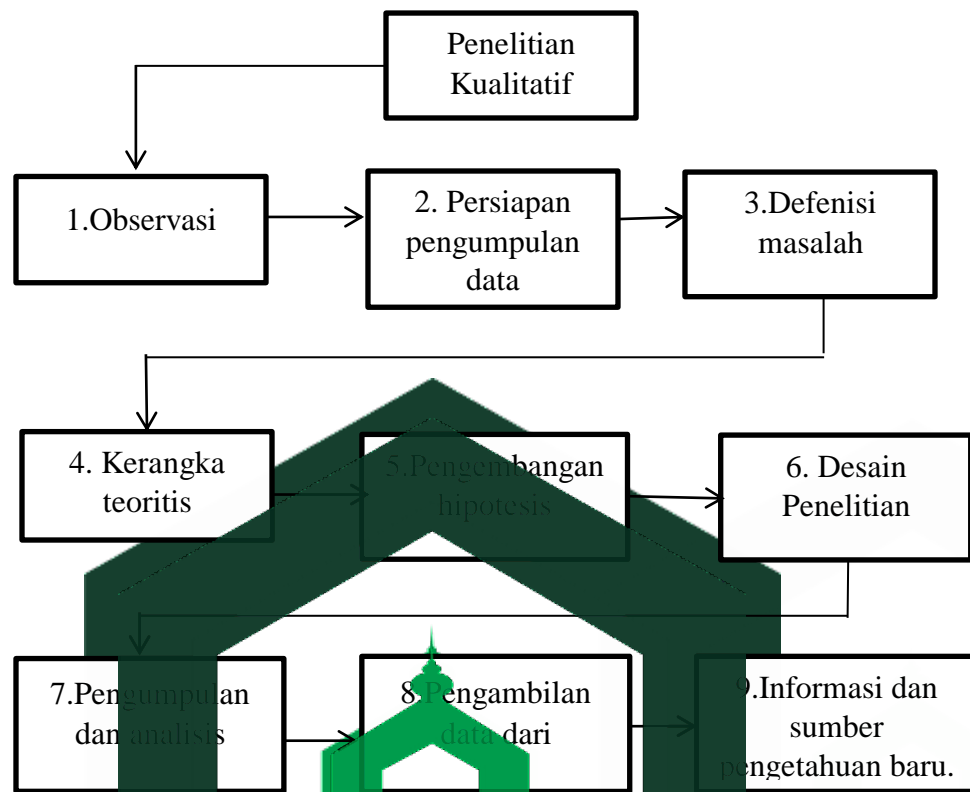 Penelitian
Kualitatif
1.Observasi
2. Persiapan
pengumpulan
data
3.Defenisi
masalah
4. Kerangka
teoritis
5.Pengembangan
hipotesis
6. Desain
Penelitian
7.Pengumpulan
dan analisis
8.Pengambilan
data dari
9.Informasi dan
sumber
pengetahuan baru.